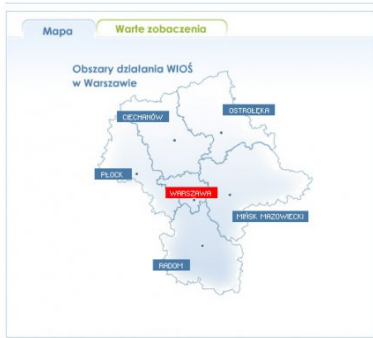 Mapa
Warte zobaczenia
Obszary działania WIOŚ
w Warszawie
OSTROŁĘKA
CIECHANÓW
PŁOCK
WARSZAWA
MIŃSK MAZOWIECKI
RADOM